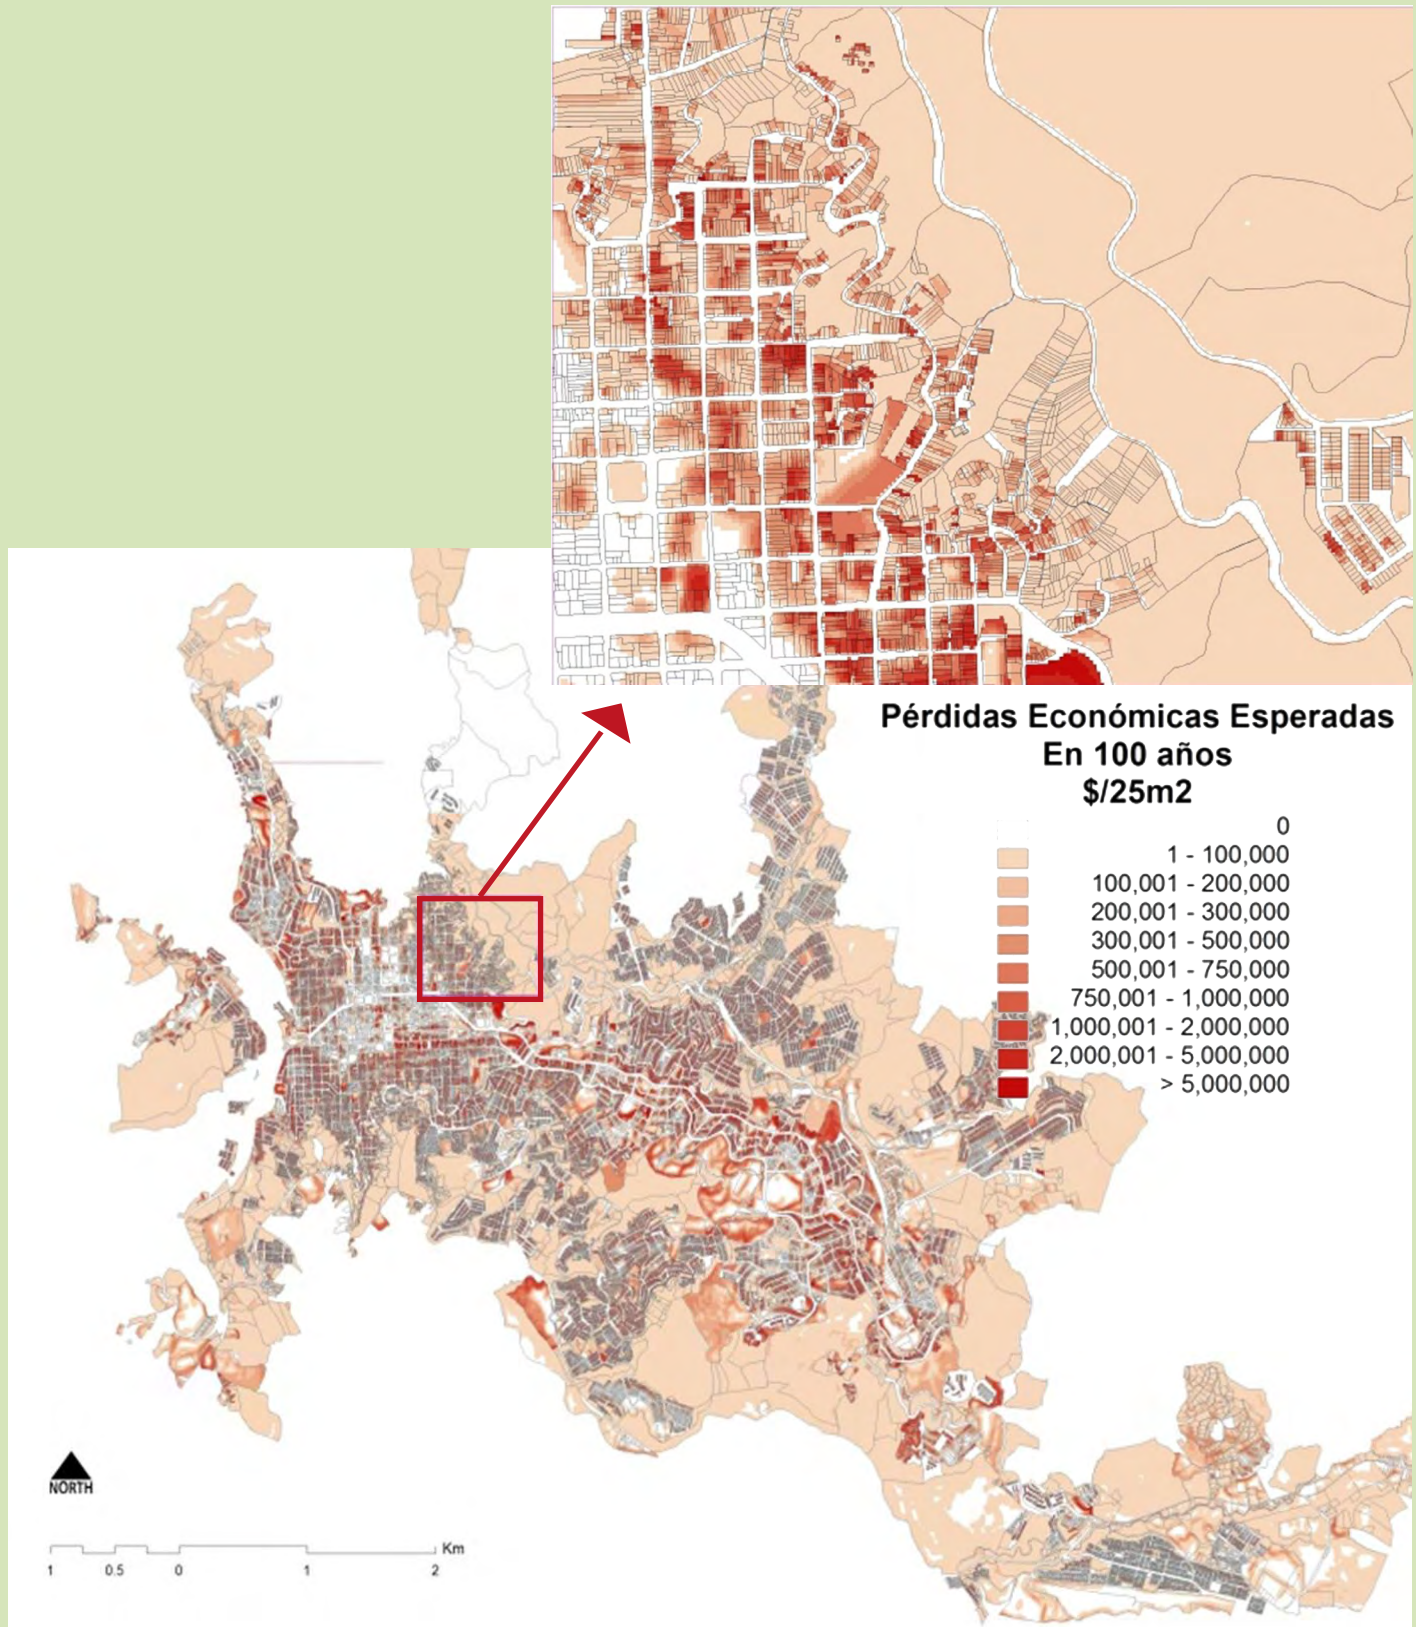 Pérdidas Económicas Esperadas
En 100 años
$/25m2
0
1 - 100,000
100,001 - 200,000
200,001 - 300,000
300,001 - 500,000
500,001 - 750,000
750,001 - 1,000,000
1,000,001 - 2,000,000
2,000,001 - 5,000,000
> 5,000,000
NORTH
Km
1 0.5 0 1 2